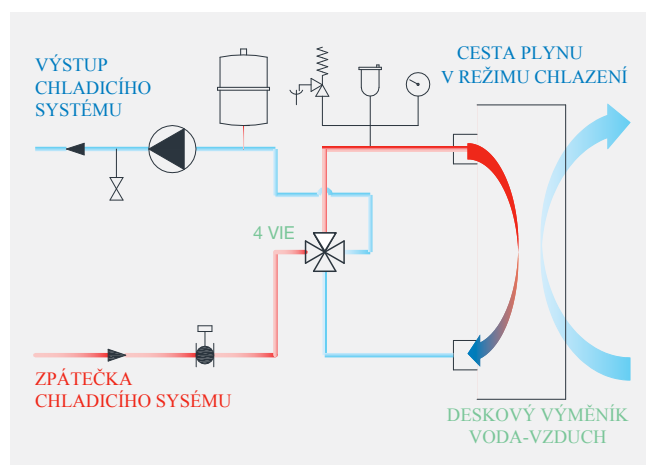 VÝSTUP
CHLADICÍHO
SYSTÉMU
CESTA PLYNU
V REŽIMU CHLAZENÍ
4 VIE
ZPÁTEČKA
CHLADICÍHO SYSÉMU
DESKOVÝ VÝMĚNÍK
VODA-VZDUCH